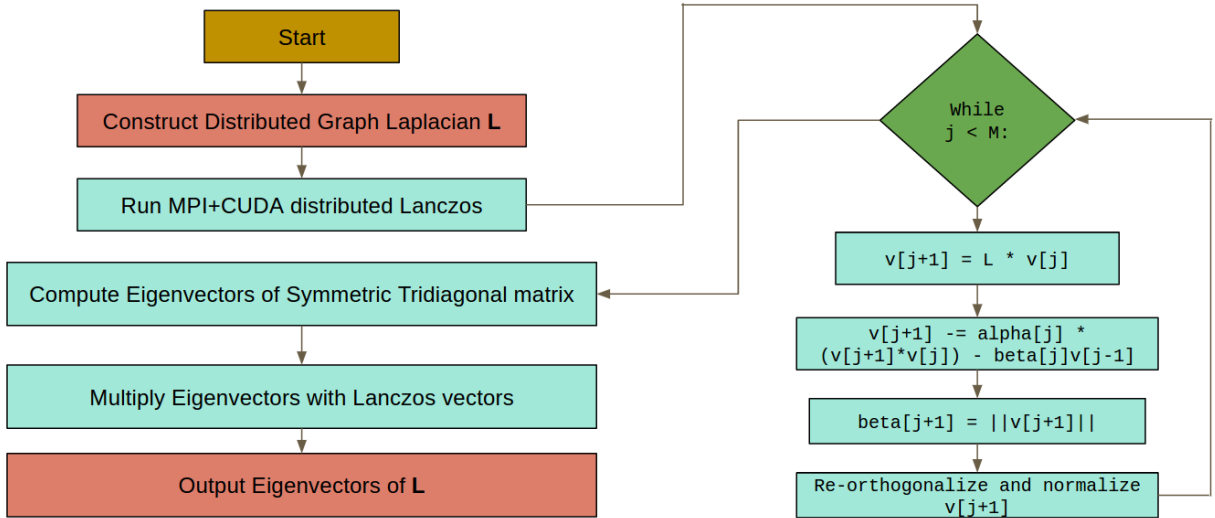 Start
Construct Distributed Graph Laplacian L
Run MPI+CUDA distributed Lanczos
While
j < M:
v[j+1] = L * v[j]
v[j+1] -= alpha[j] *
(v[j+1]*v[j]) - beta[j]v[j-1]
beta[j+1] = ||v[j+1]||
Re-orthogonalize and normalize
v[j+1]
Compute Eigenvectors of Symmetric Tridiagonal matrix
Multiply Eigenvectors with Lanczos vectors
Output Eigenvectors of L